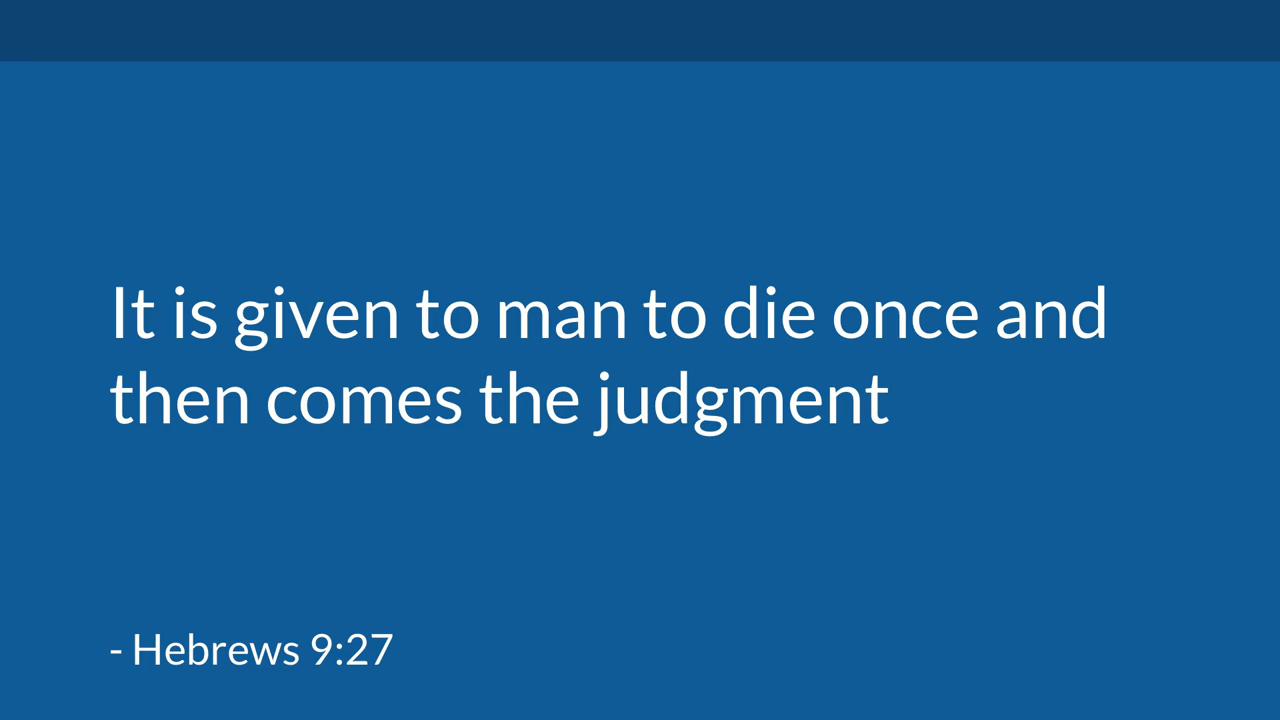 It is given to man to die once and
then comes the judgment
- Hebrews 9:27